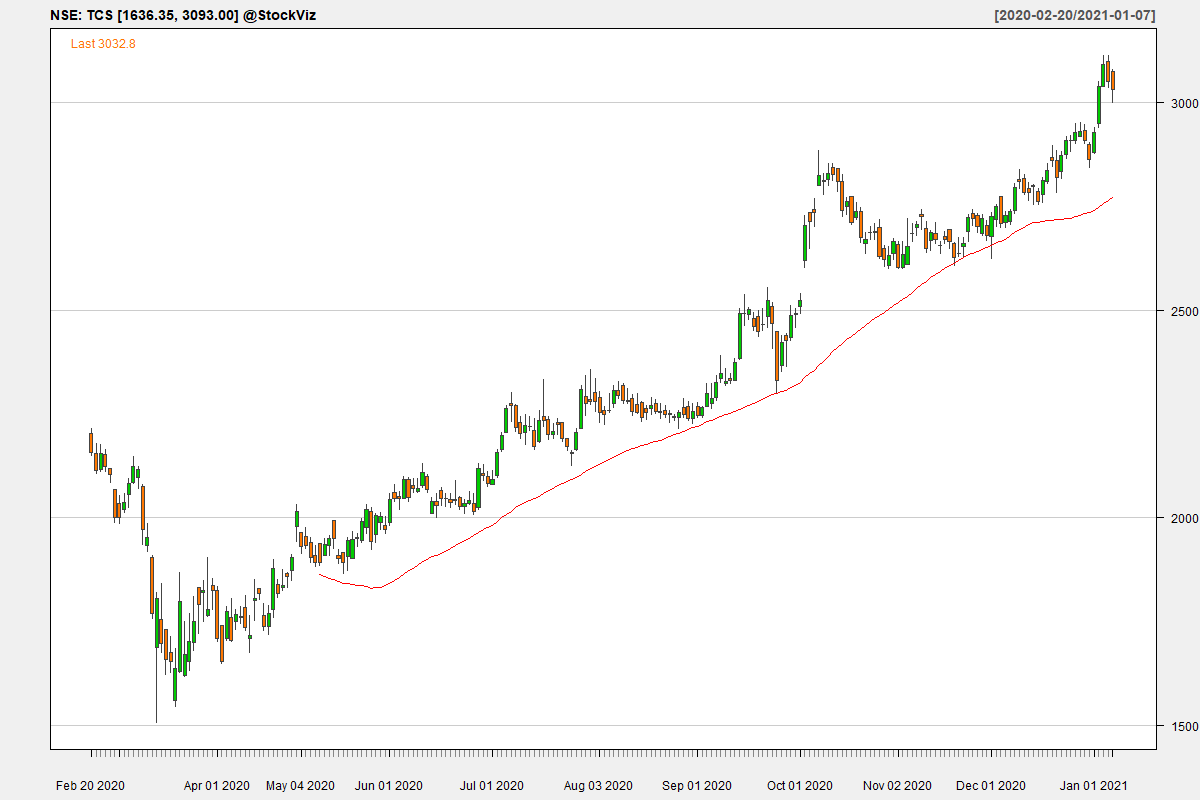 NSE: TCS [1636.35, 3093.00] @StockViz [2020-02-20/2021-01-07]
Last 3032.8
3000
2500
2000
1500
Feb 20 2020 Apr 01 2020 May 04 2020 Jun 01 2020 Jul 01 2020 Aug 03 2020 Sep 01 2020 Oct 01 2020 Nov 02 2020 Dec 01 2020 Jan 01 2021